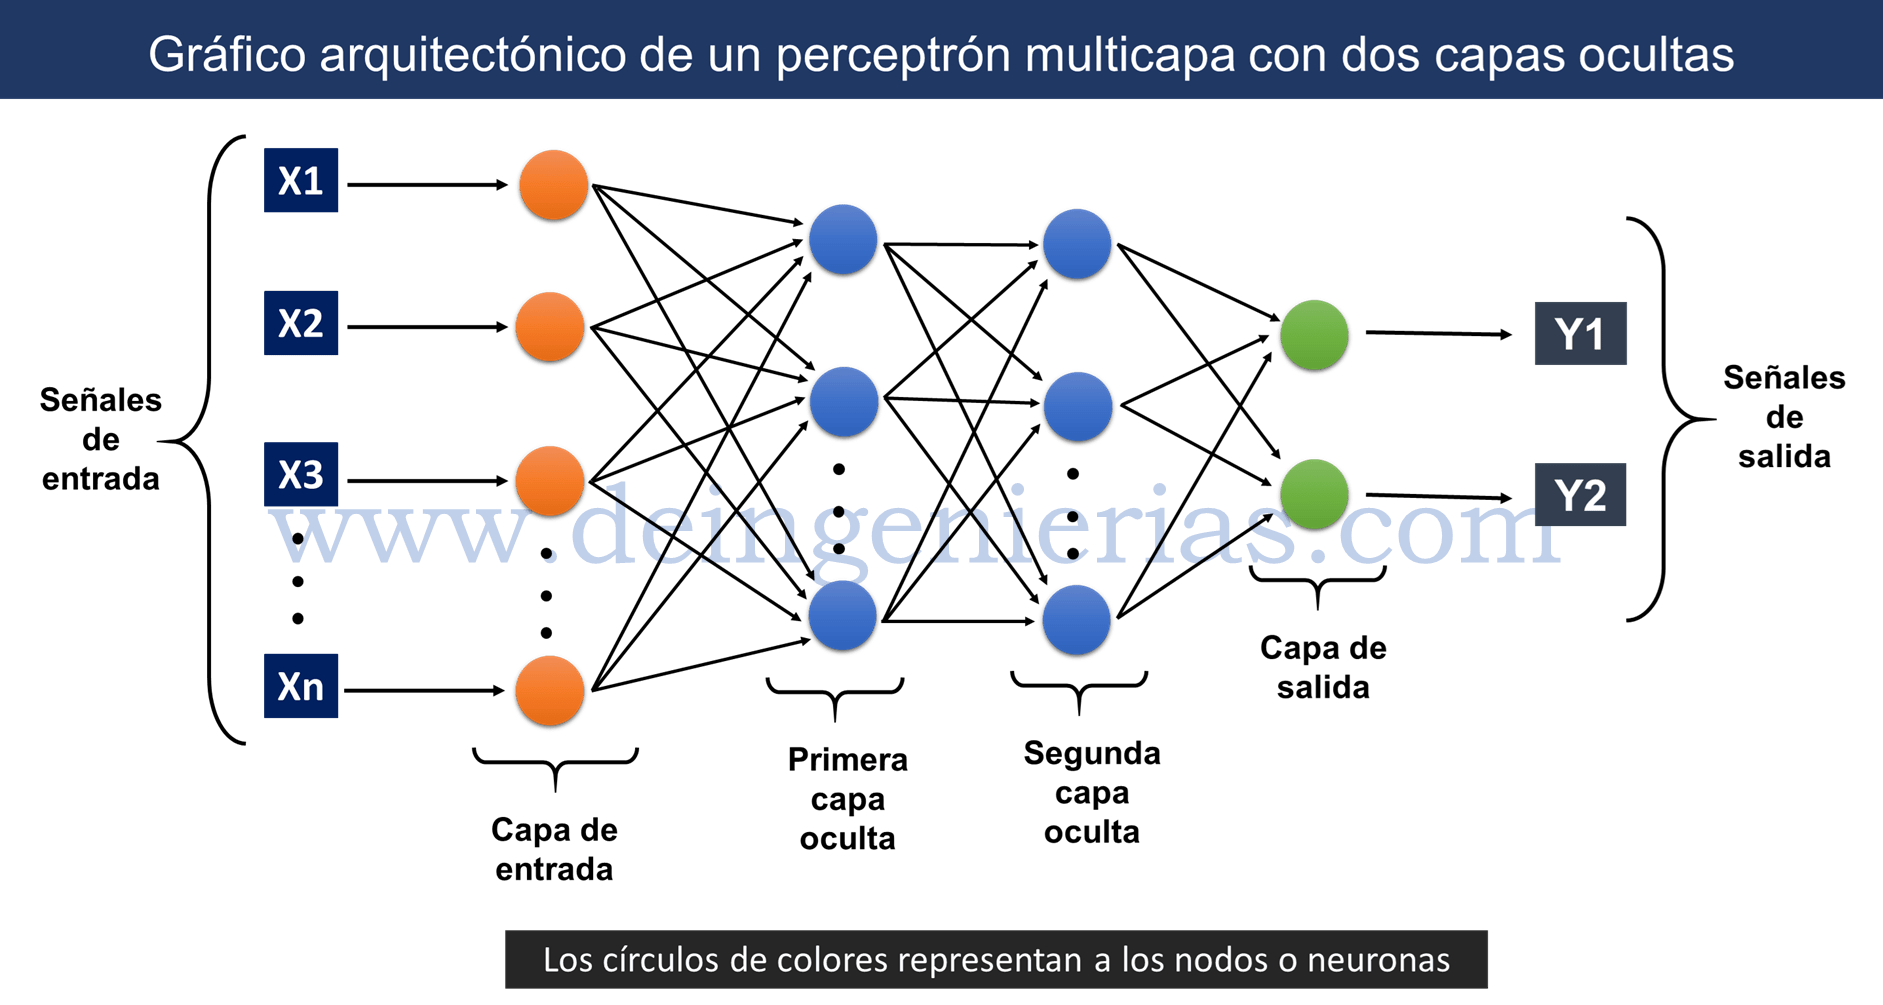 Gráfico arquitectónico de un perceptrón multicapa con dos capas ocultas
X1
X2
X3
Xn
Señales
de
entrada
Y1
Y2
Señales
de
salida
www.deingenierias.com
Capa de
entrada
Primera
capa
oculta
Segunda
capa
oculta
Capa de
salida
Los círculos de colores representan a los nodos o neuronas